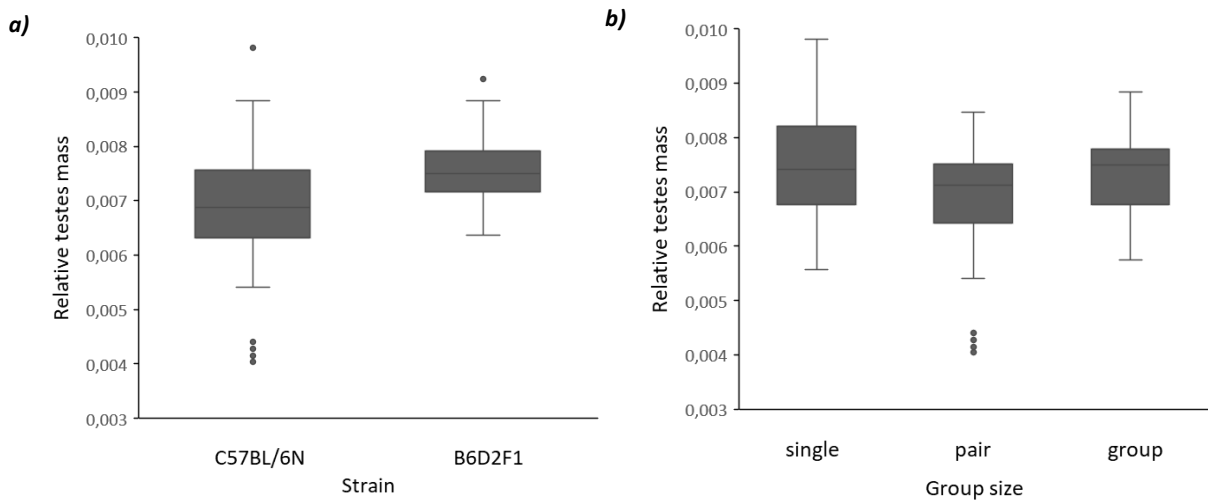 a)
0,010
0,009
0,008
0,007
0,006
0,005
0,004
0,003
Relative testes mass
C57BL/6N B6D2F1
Strain
b)
0,010
0,009
0,008
0,007
0,006
0,005
0,004
0,003
Relative testes mass
single pair group
Group size